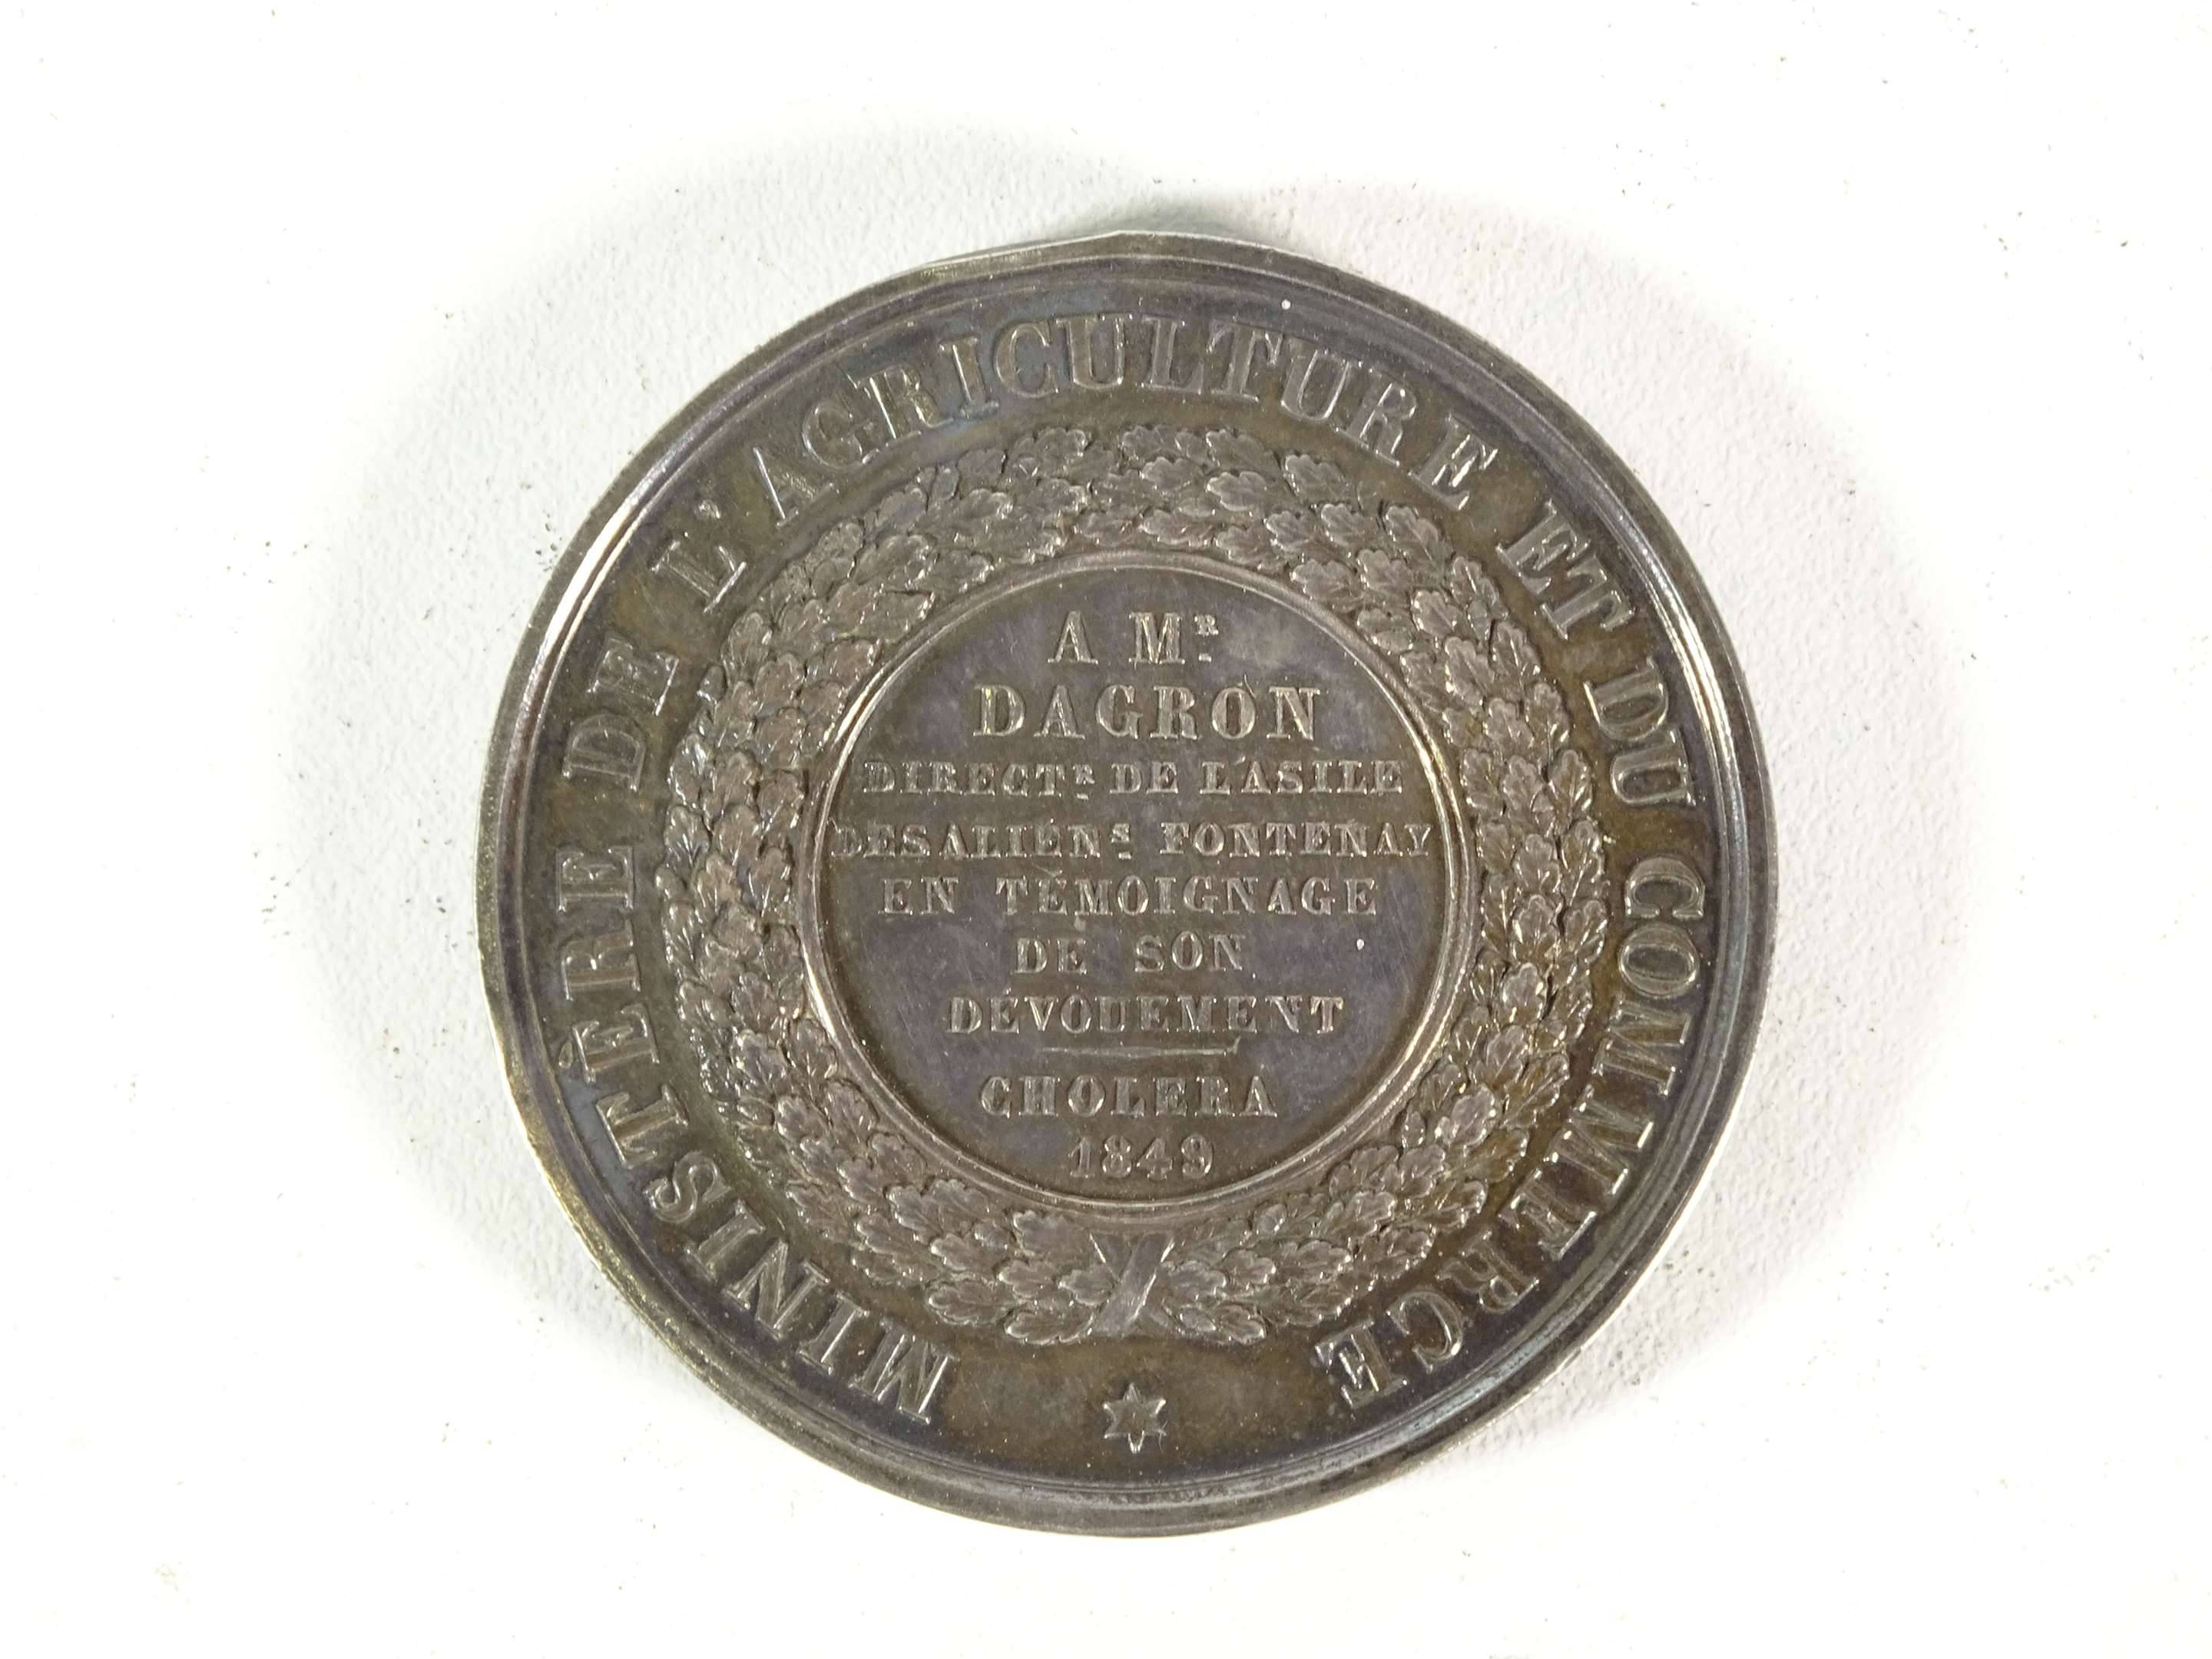 MINISTÈRE DE L'AGRICULTURE ET DU COMMERCE
A MR
DAGRON
DIRECTR DE L'ASILE
DES ALIÉNS FONTENAY
EN TÉMOIGNAGE
DE SON
DÉVOUEMENT
CHOLERA
1849